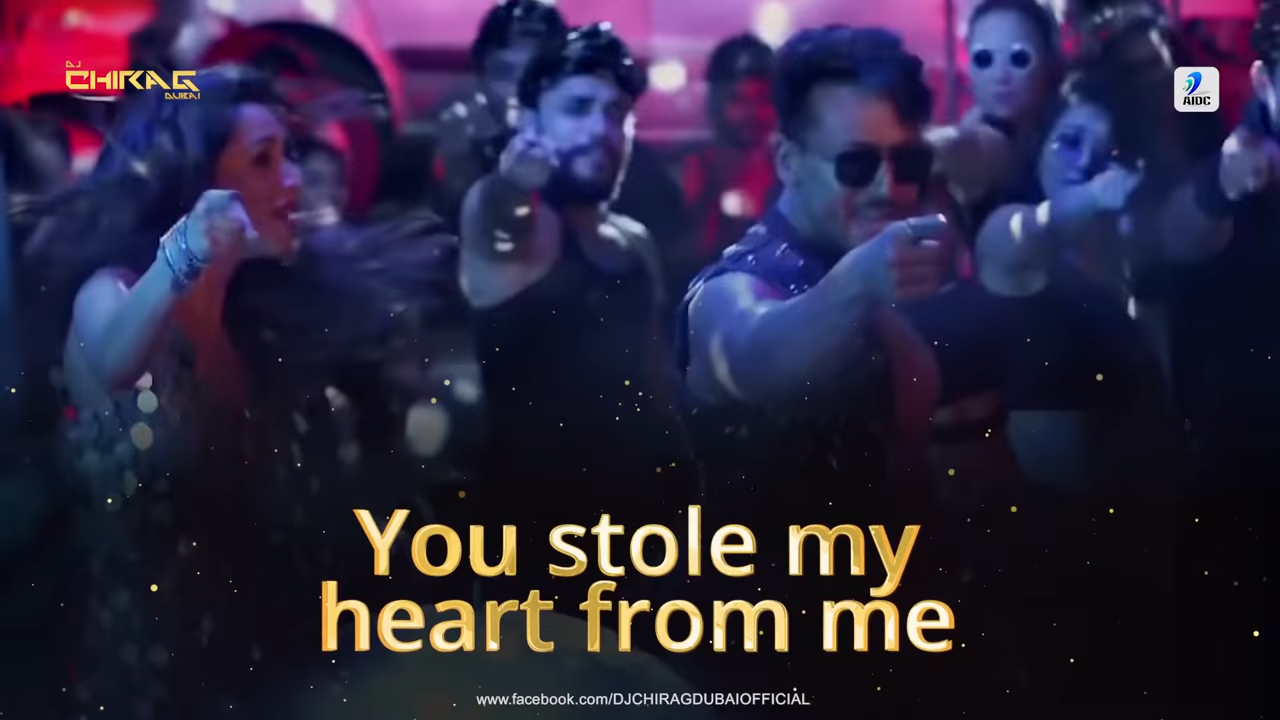 DJ
CHIRAG
DUBAI
AIDC
You stole my
heart from me
www.facebook.com/DJCHIRAGDUBAIOFFICIAL